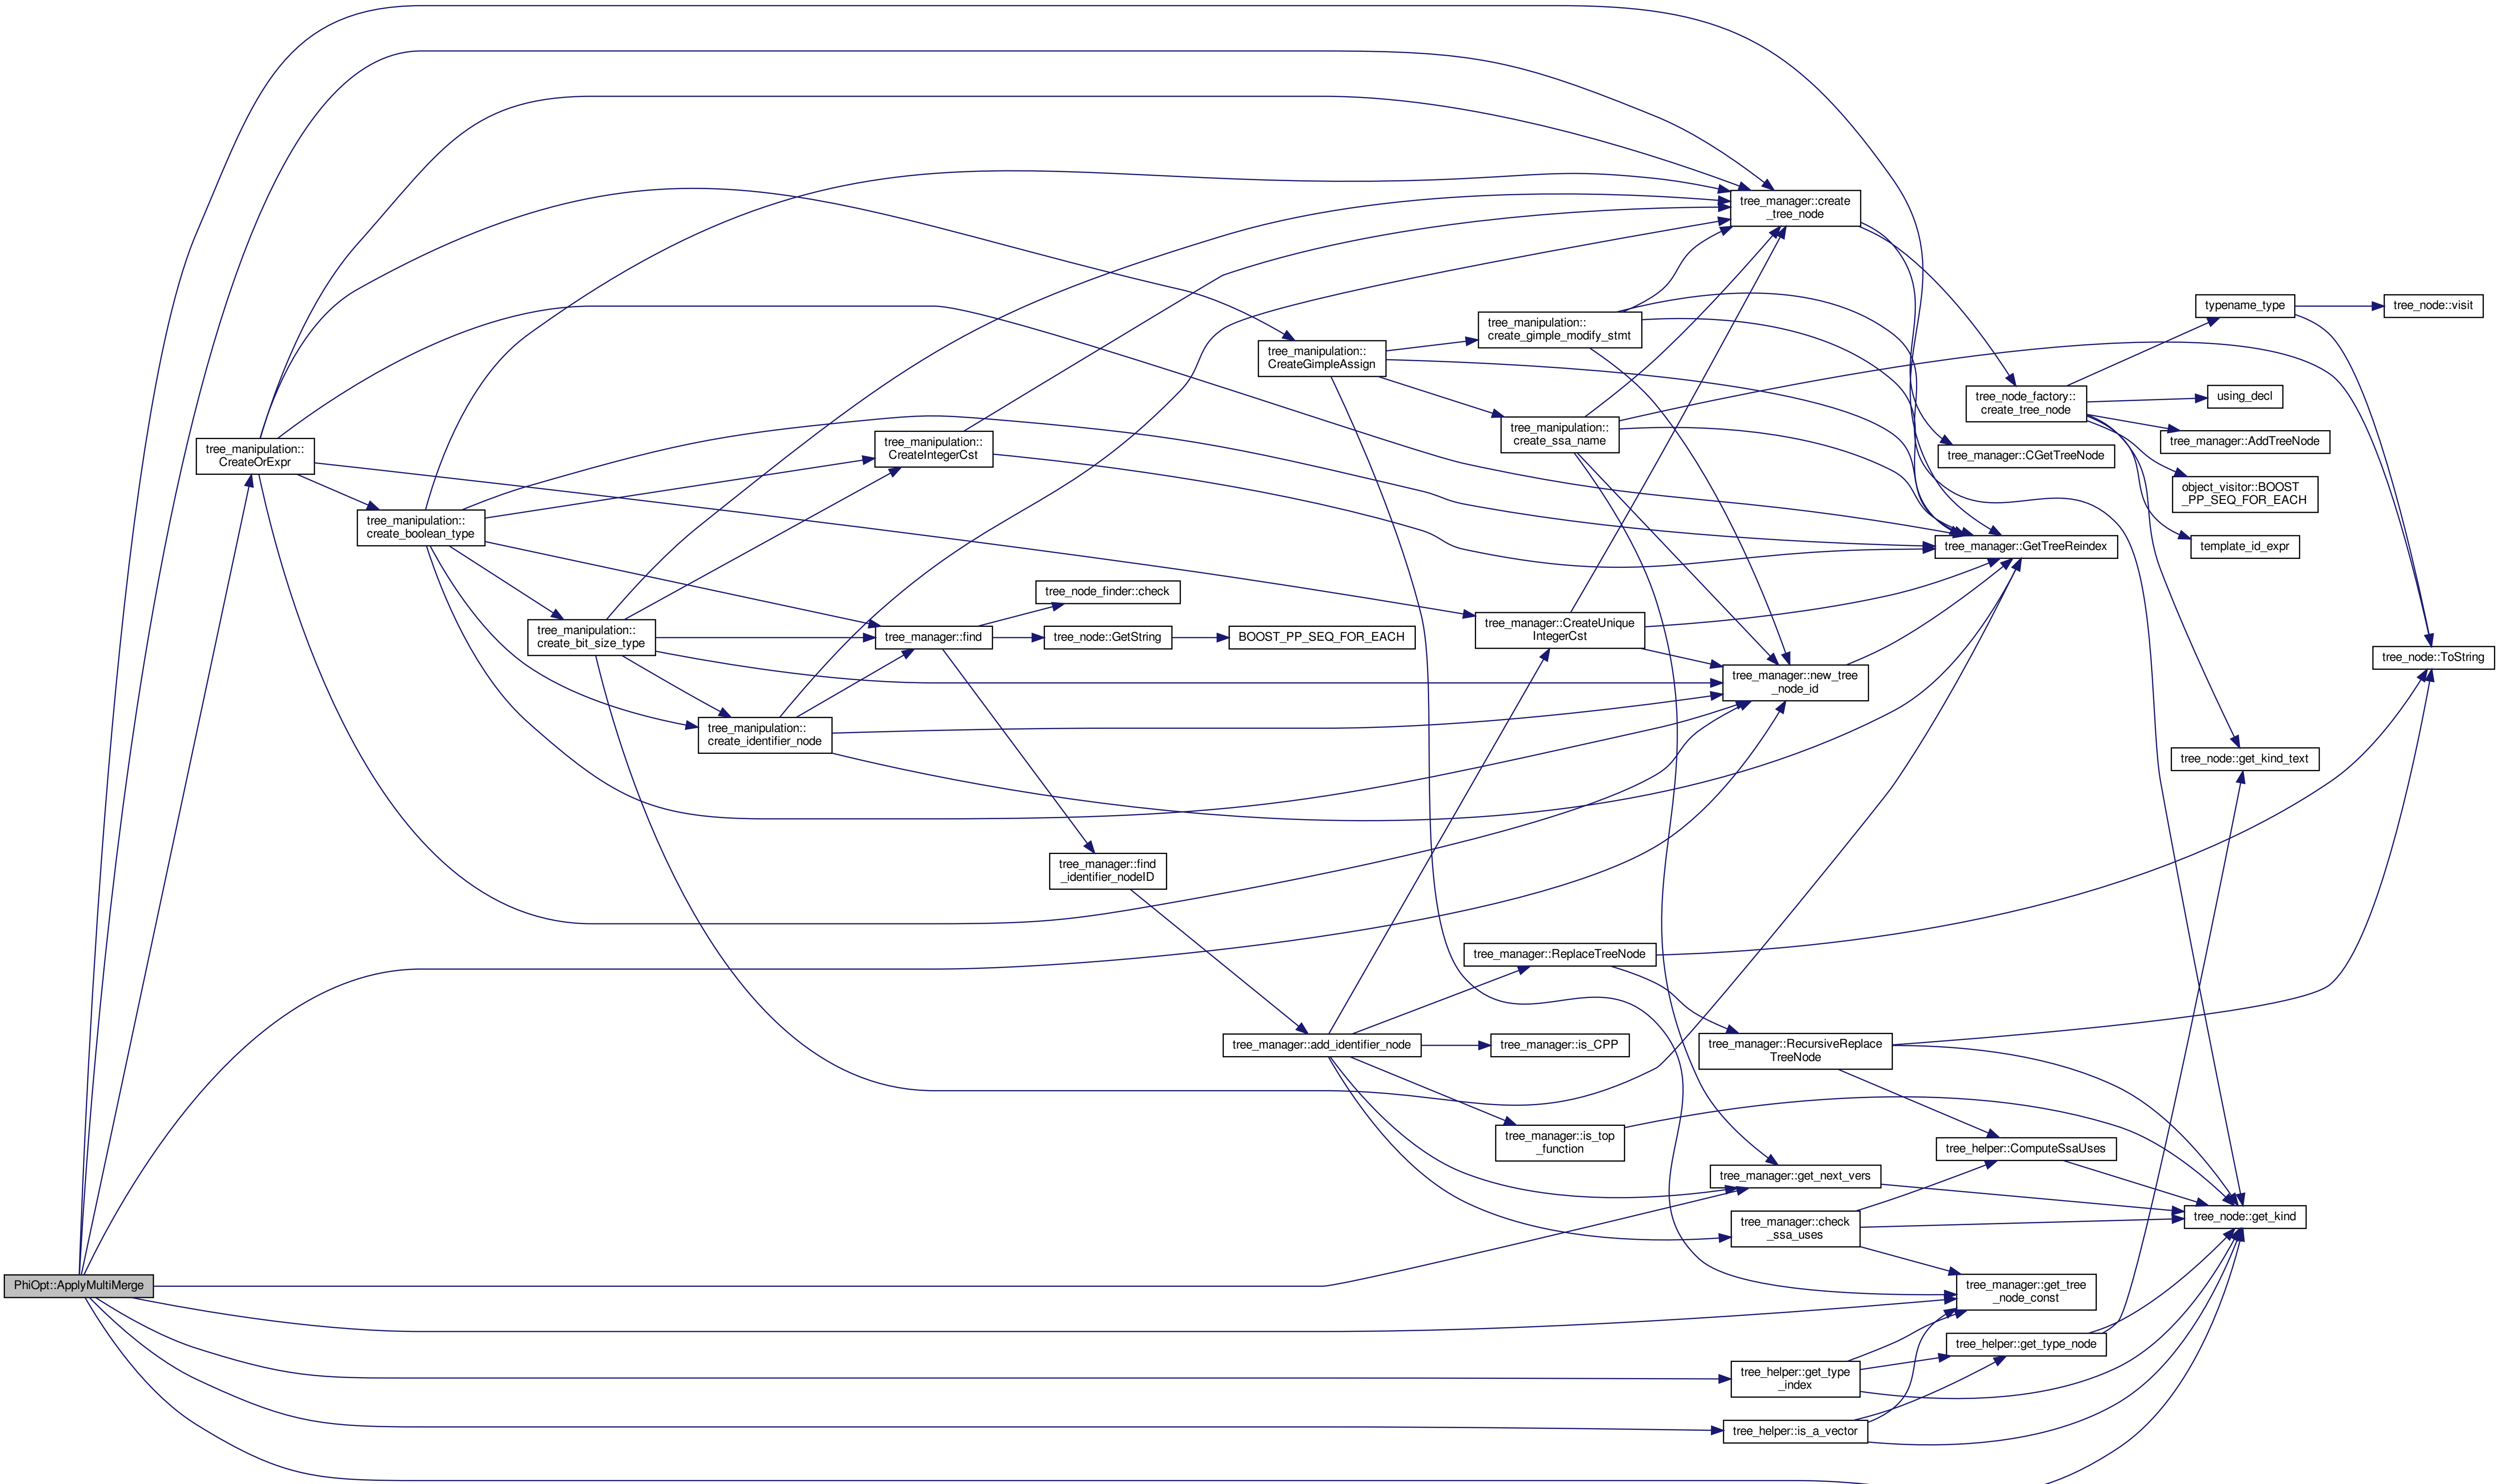 tree_manager::create
_tree_node
typename_type
tree_node::visit
tree_manipulation::
create_gimple_modify_stmt
tree_manipulation::
CreateGimpleAssign
tree_node_factory::
create_tree_node
using_decl
tree_manipulation::
create_ssa_name
tree_manager::AddTreeNode
tree_manipulation::
CreateOrExpr
tree_manipulation::
CreateIntegerCst
tree_manager::CGetTreeNode
object_visitor::BOOST
_PP_SEQ_FOR_EACH
tree_manipulation::
create_boolean_type
tree_manager::GetTreeReindex
template_id_expr
tree_node_finder::check
tree_manipulation::
create_bit_size_type
tree_manager::find
tree_node::GetString
BOOST_PP_SEQ_FOR_EACH
tree_manager::CreateUnique
IntegerCst
tree_node::ToString
tree_manager::new_tree
_node_id
tree_manipulation::
create_identifier_node
tree_node::get_kind_text
tree_manager::find
_identifier_nodeID
tree_manager::ReplaceTreeNode
tree_manager::add_identifier_node
tree_manager::is_CPP
tree_manager::RecursiveReplace
TreeNode
tree_manager::is_top
_function
tree_helper::ComputeSsaUses
tree_manager::get_next_vers
tree_node::get_kind
tree_manager::check
_ssa_uses
PhiOpt::ApplyMultiMerge
tree_manager::get_tree
_node_const
tree_helper::get_type_node
tree_helper::get_type
_index
tree_helper::is_a_vector